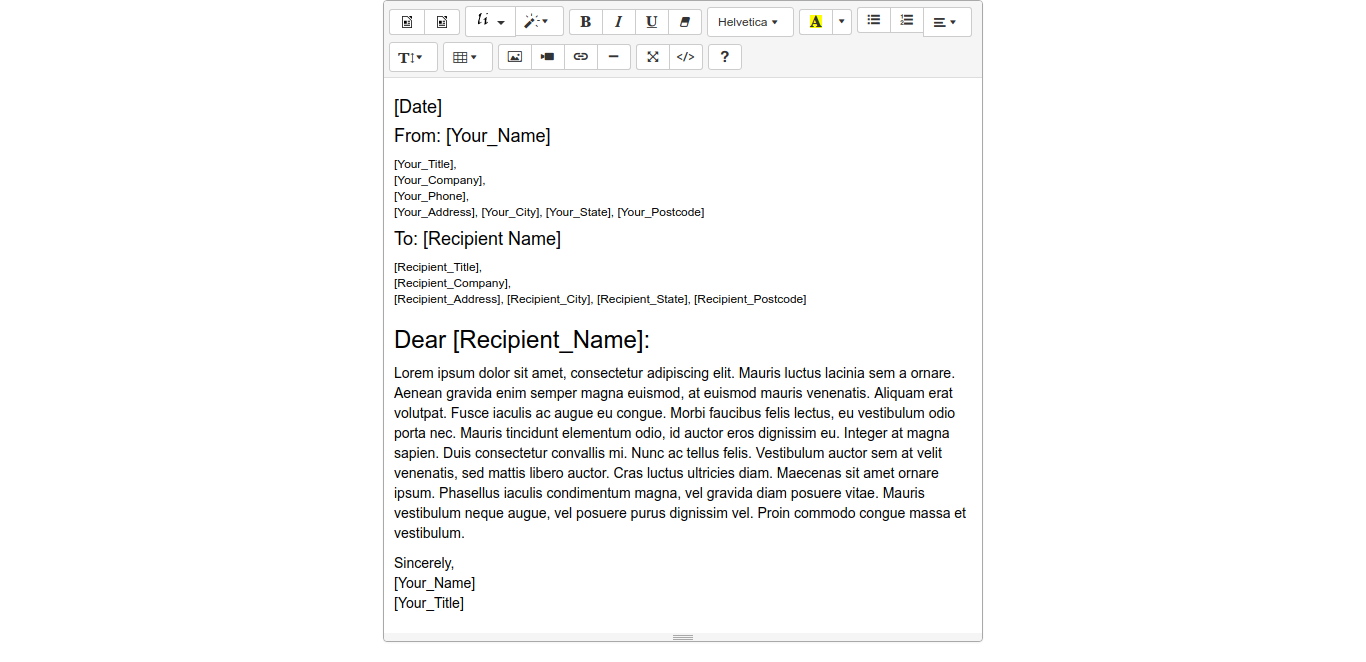 B I U Helvetica A
T </> ?
[Date]
From: [Your_Name]
[Your_Title],
[Your_Company],
[Your_Phone],
[Your_Address], [Your_City], [Your_State], [Your_Postcode]
To: [Recipient Name]
[Recipient_Title],
[Recipient_Company],
[Recipient_Address], [Recipient_City], [Recipient_State], [Recipient_Postcode]
Dear [Recipient_Name]:
Lorem ipsum dolor sit amet, consectetur adipiscing elit. Mauris luctus lacinia sem a ornare.
Aenean gravida enim semper magna euismod, at euismod mauris venenatis. Aliquam erat
volutpat. Fusce iaculis ac augue eu congue. Morbi faucibus felis lectus, eu vestibulum odio
porta nec. Mauris tincidunt elementum odio, id auctor eros dignissim eu. Integer at magna
sapien. Duis consectetur convallis mi. Nunc ac tellus felis. Vestibulum auctor sem at velit
venenatis, sed mattis libero auctor. Cras luctus ultricies diam. Maecenas sit amet ornare
ipsum. Phasellus iaculis condimentum magna, vel gravida diam posuere vitae. Mauris
vestibulum neque augue, vel posuere purus dignissim vel. Proin commodo congue massa et
vestibulum.
Sincerely,
[Your_Name]
[Your_Title]